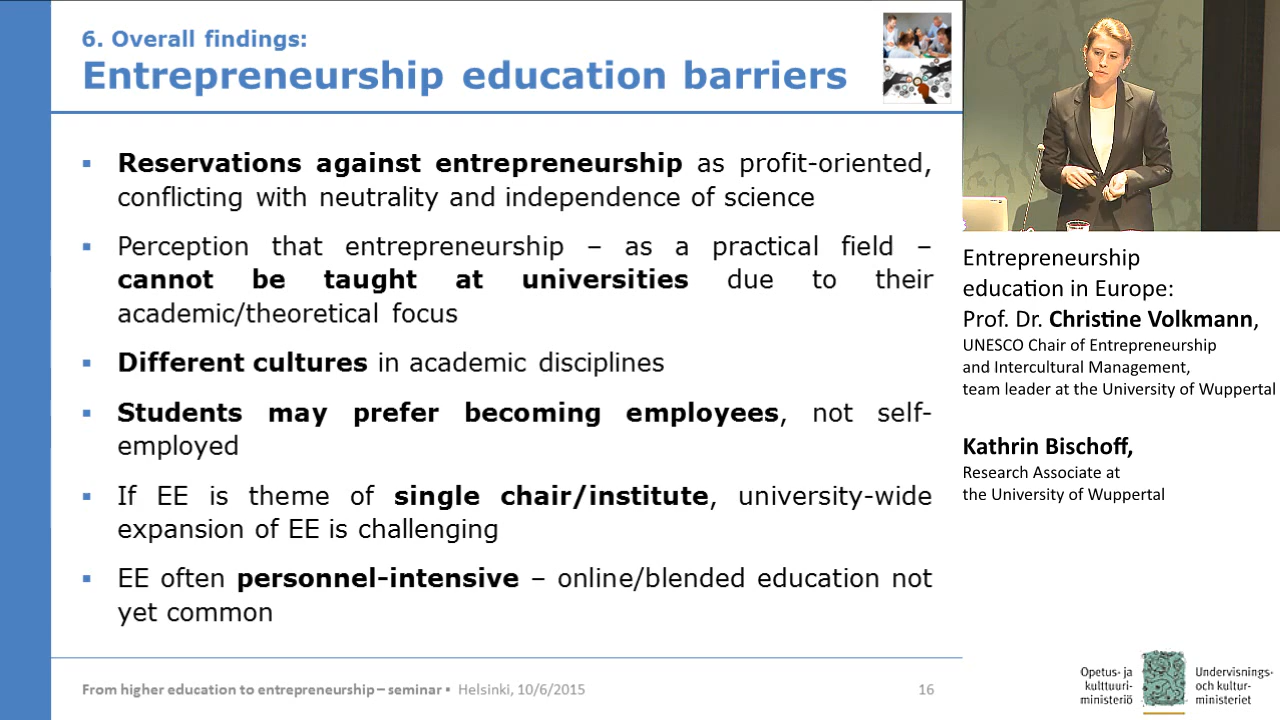 6. Overall findings:
Entrepreneurship education barriers
▪ Reservations against entrepreneurship as profit-oriented,
conflicting with neutrality and independence of science
▪ Perception that entrepreneurship – as a practical field –
cannot be taught at universities due to their
academic/theoretical focus
▪ Different cultures in academic disciplines
▪ Students may prefer becoming employees, not self-
employed
▪ If EE is theme of single chair/institute, university-wide
expansion of EE is challenging
▪ EE often personnel-intensive – online/blended education not
yet common
From higher education to entrepreneurship – seminar ▪ Helsinki, 10/6/2015
16
Entrepreneurship
education in Europe:
Prof. Dr. Christine Volkmann,
UNESCO Chair of Entrepreneurship
and Intercultural Management,
team leader at the University of Wuppertal
Kathrin Bischoff,
Research Associate at
the University of Wuppertal
Opetus- ja
kulttuuri-
ministeriö
Undervisnings-
och kultur-
ministeriet